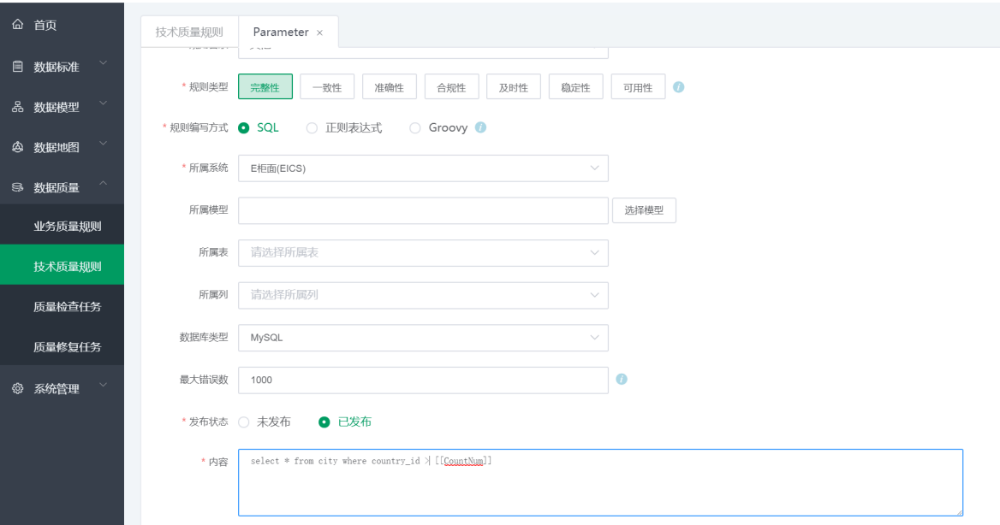 首页
数据标准
数据模型
数据地图
数据质量
业务质量规则
技术质量规则
质量检查任务
质量修复任务
系统管理
技术质量规则 Parameter ×
* 规则类型 完整性 一致性 准确性 合规性 及时性 稳定性 可用性
* 规则编写方式 SQL 正则表达式 Groovy
* 所属系统 E柜面(EICS)
所属模型 选择模型
所属表 请选择所属表
所属列 请选择所属列
数据库类型 MySQL
最大错误数 1000
* 发布状态 未发布 已发布
* 内容 select * from city where country_id > [[CountNum]]